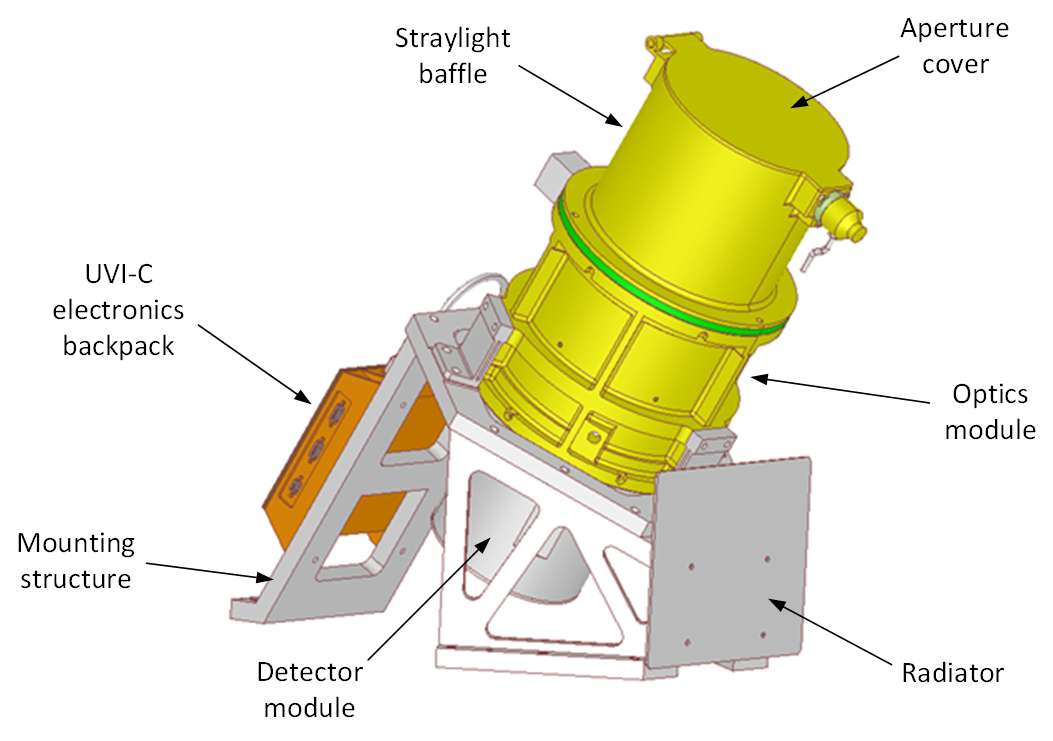 Straylight
baffle
Aperture
cover
UVI-C
electronics
backpack
Optics
module
Mounting
structure
Detector
module
Radiator